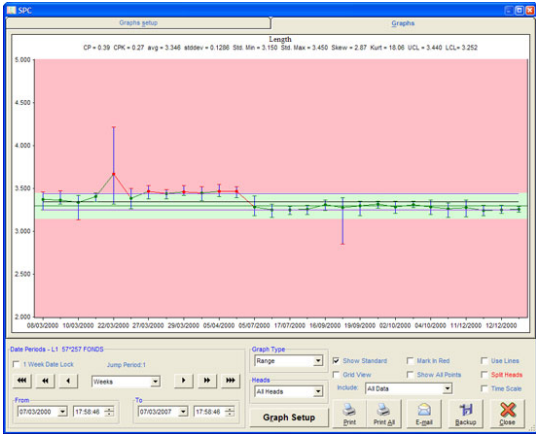 SPC
Graphs setup Graphs
Length
CP = 0.39 CPK = 0.27 avg = 3.346 stddev = 0.1286 Std. Min = 3.150 Std. Max = 3.450 Skew = 2.87 Kurt = 18.06 UCL = 3.440 LCL= 3.252
5.000
4.500
4.000
3.500
3.000
2.500
2.000
08/03/2000 10/03/2000 22/03/2000 27/03/2000 29/03/2000 05/04/2000 05/07/2000 17/07/2000 16/09/2000 19/09/2000 02/10/2000 04/10/2000 11/12/2000 12/12/2000
Date Periods - L1 57*257 FONDS
1 Week Date Lock Jump Period:1
Weeks
From To
07/03/2000 17:58:46 07/03/2007 17:58:46
Graph Type
Range
Heads
All Heads
Graph Setup
Show Standard Mark In Red Use Lines
Grid View Show All Points Split Heads
Include: All Data Time Scale
Print Print All E-mail Backup Close